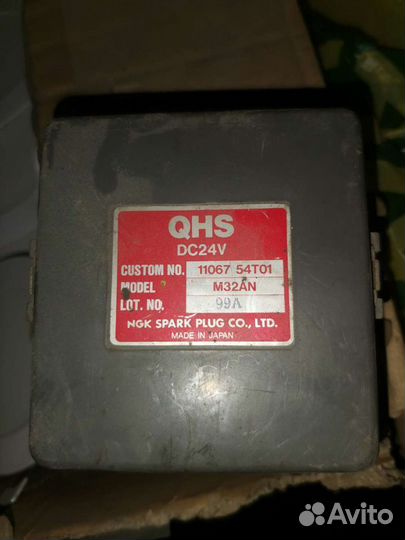 QHS
DC24V
CUSTOM NO. 11067 54T01
MODEL M32AN
LOT. NO. 99A
NGK SPARK PLUG CO., LTD.
MADE IN JAPAN
Avito